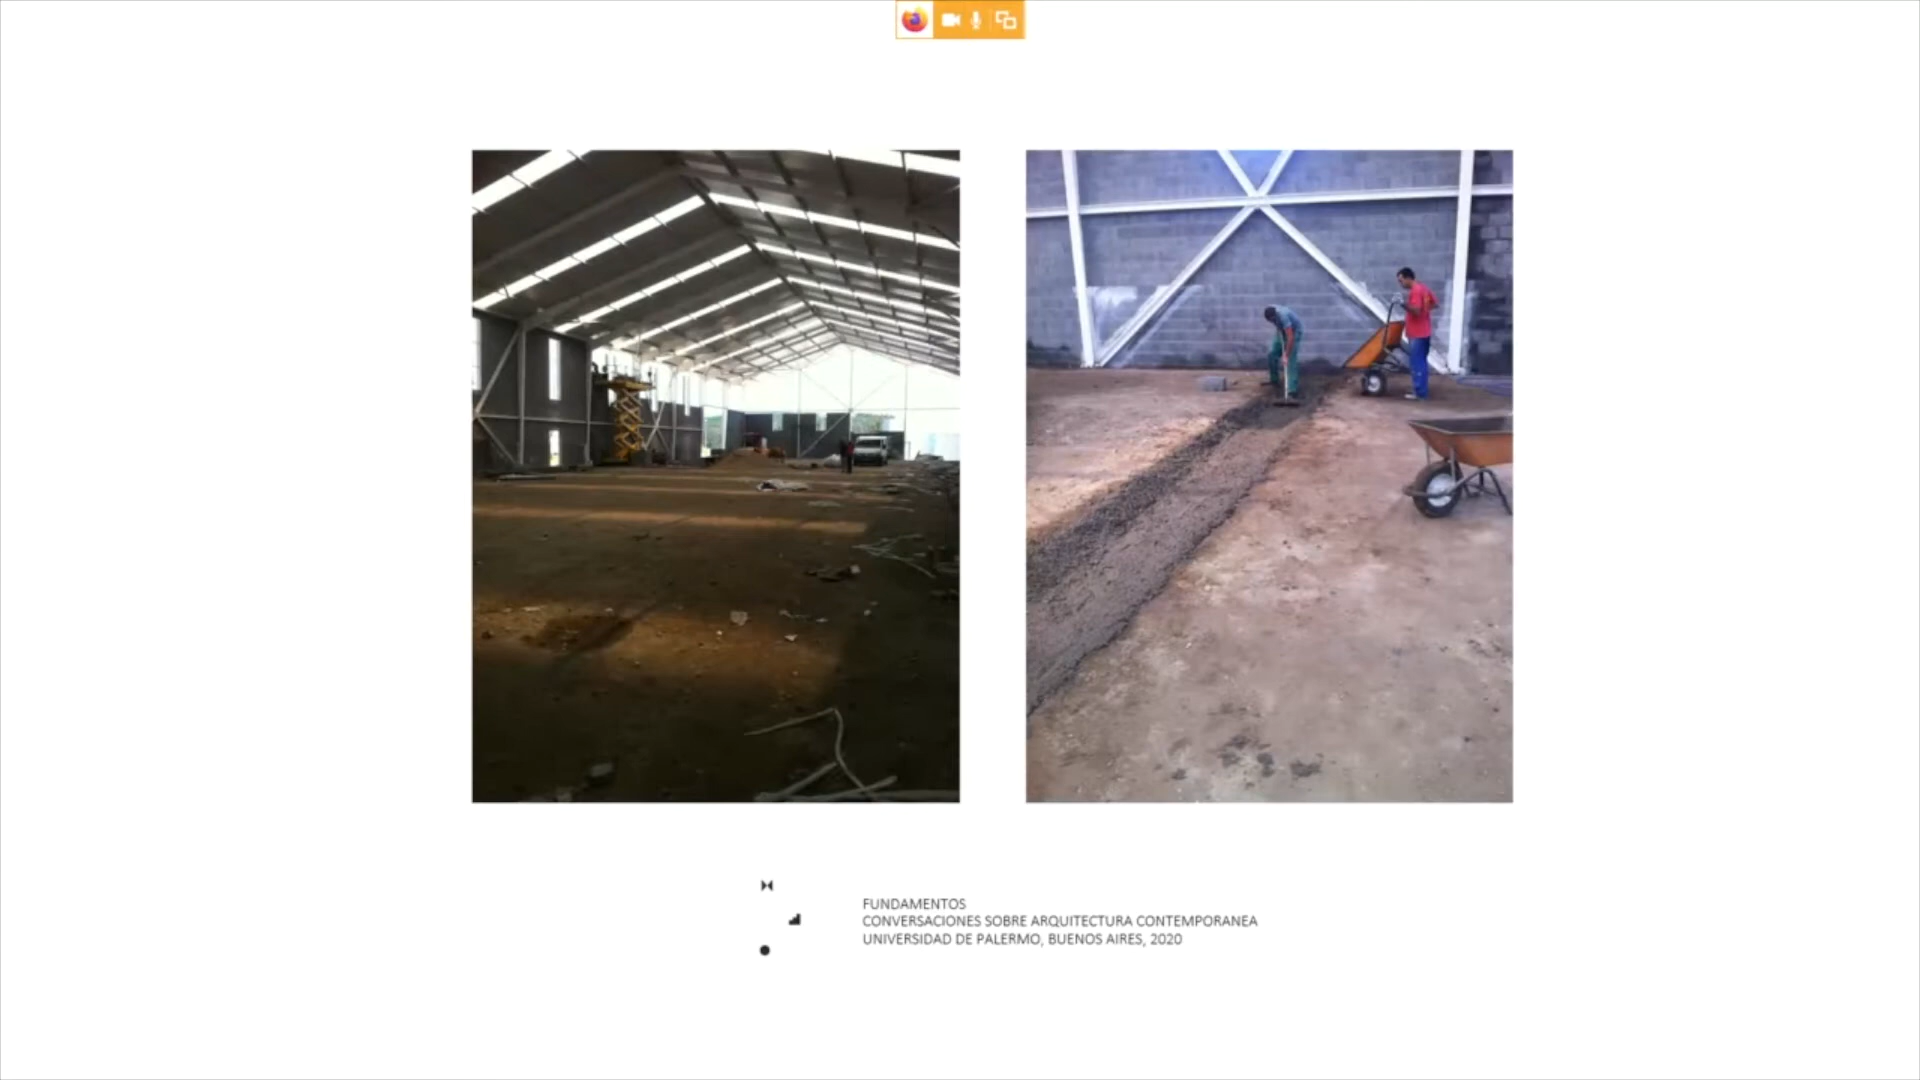 FUNDAMENTOS
CONVERSACIONES SOBRE ARQUITECTURA CONTEMPORANEA
UNIVERSIDAD DE PALERMO, BUENOS AIRES, 2020